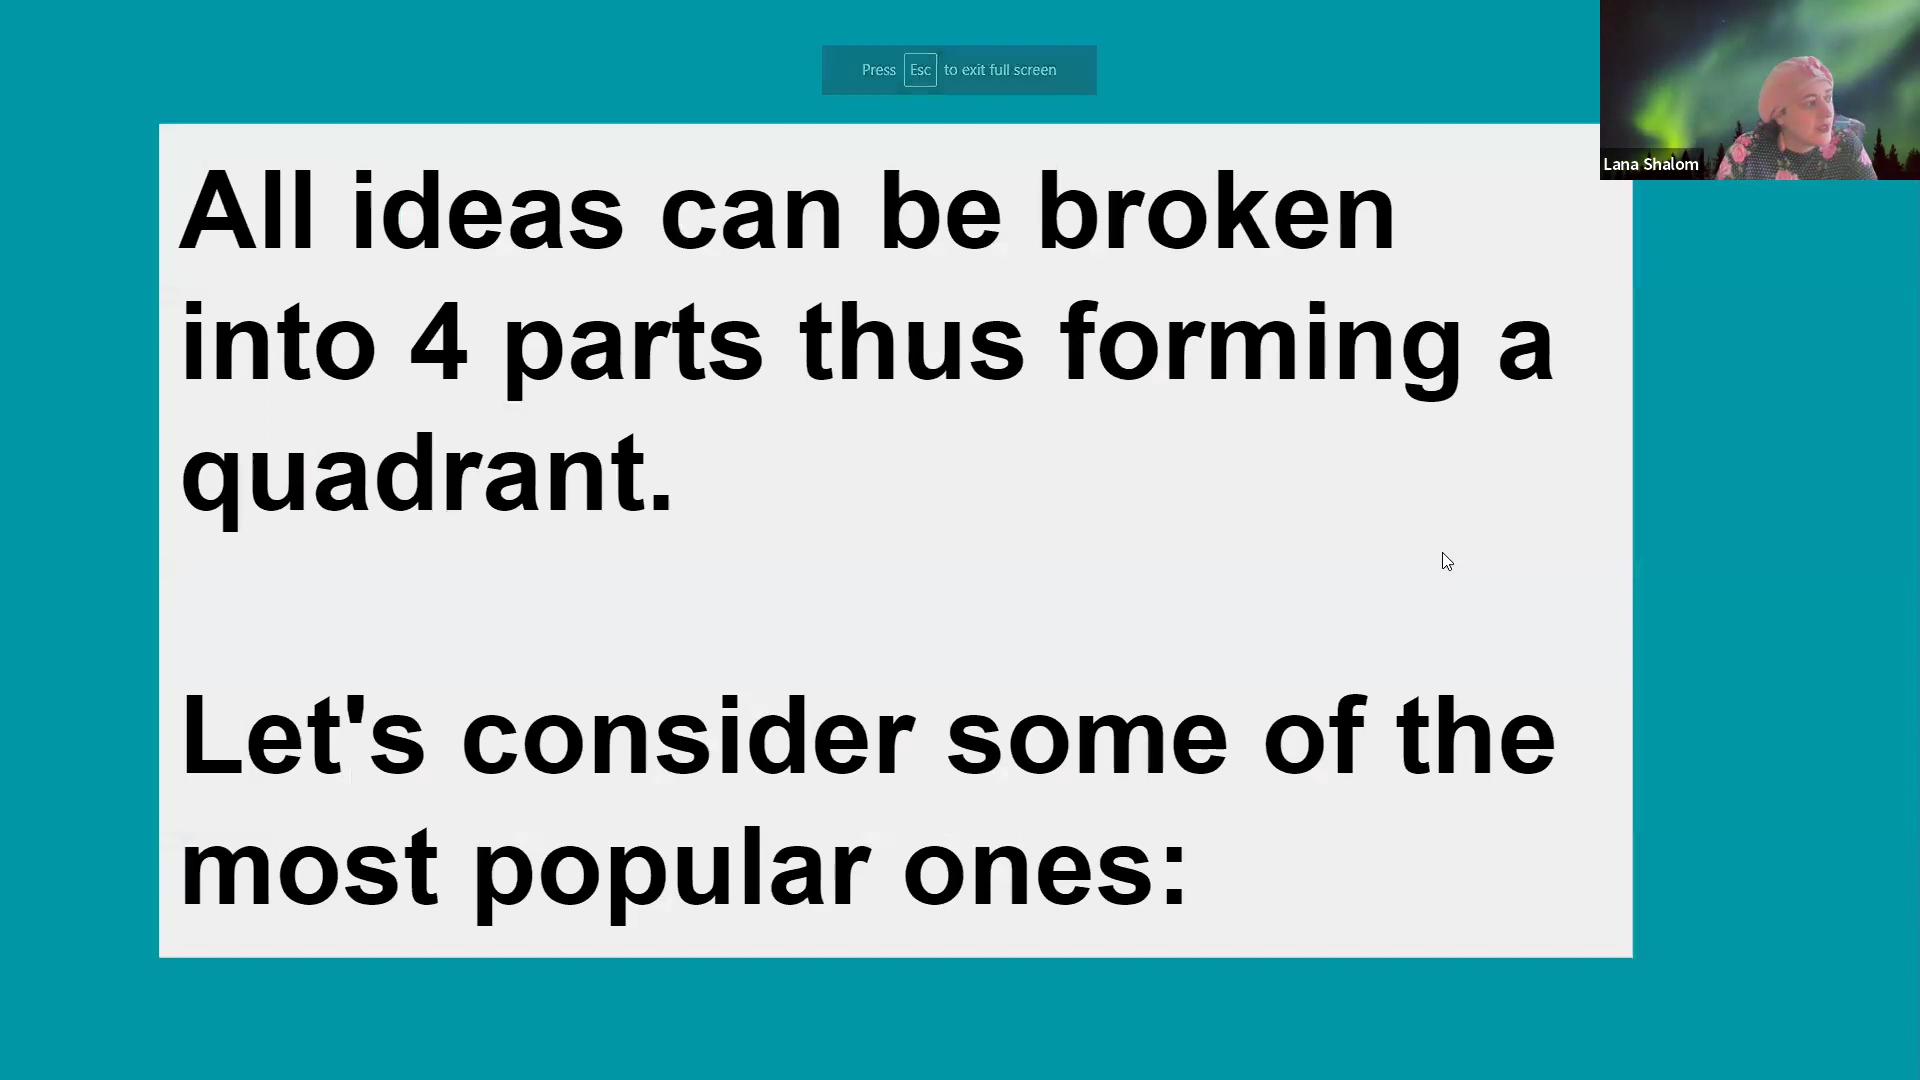 Press Esc to exit full screen
Lana Shalom
All ideas can be broken
into 4 parts thus forming a
quadrant.
Let's consider some of the
most popular ones: